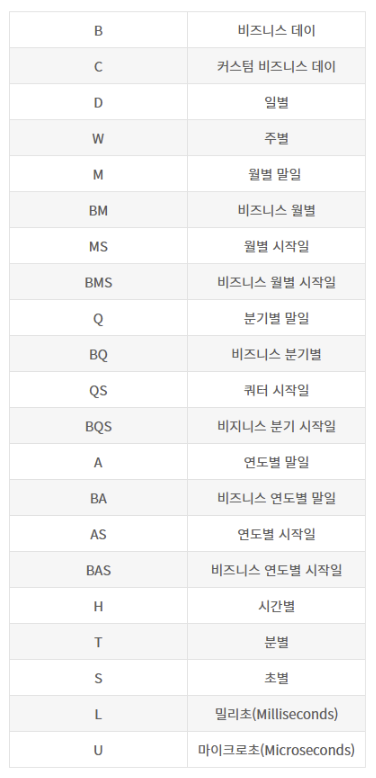 B 비즈니스 데이
C 커스텀 비즈니스 데이
D 일별
W 주별
M 월별 말일
BM 비즈니스 월별
MS 월별 시작일
BMS 비즈니스 월별 시작일
Q 분기별 말일
BQ 비즈니스 분기별
QS 쿼터 시작일
BQS 비지니스 분기 시작일
A 연도별 말일
BA 비즈니스 연도별 말일
AS 연도별 시작일
BAS 비즈니스 연도별 시작일
H 시간별
T 분별
S 초별
L 밀리초(Milliseconds)
U 마이크로초(Microseconds)